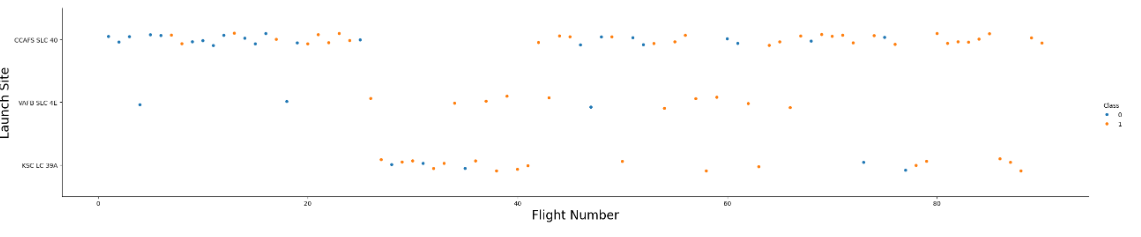 CCAFS SLC 40
VAFB SLC 4E
KSC LC 39A
Launch Site
0
20
40
60
80
Flight Number
Class
0
1